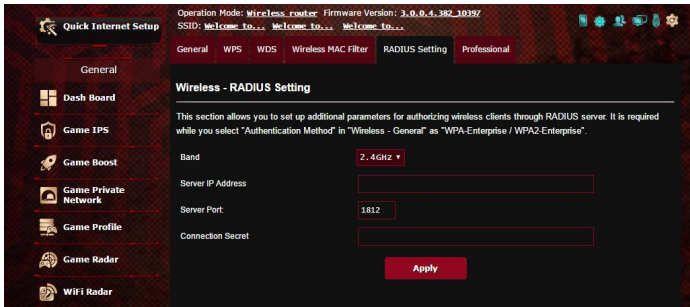 Quick Internet Setup
Operation Mode: Wireless router Firmware Version: 3.0.0.4.382_10397
SSID: Welcome to... Welcome to... Welcome to...
General WPS WDS Wireless MAC Filter RADIUS Setting Professional
General
Dash Board
Game IPS
Game Boost
Game Private
Network
Game Profile
Game Radar
WiFi Radar
Wireless - RADIUS Setting
This section allows you to set up additional parameters for authorizing wireless clients through RADIUS server. It is required
while you select "Authentication Method" in "Wireless - General" as "WPA-Enterprise / WPA2-Enterprise".
Band 2.4GHz
Server IP Address
Server Port: 1812
Connection Secret
Apply